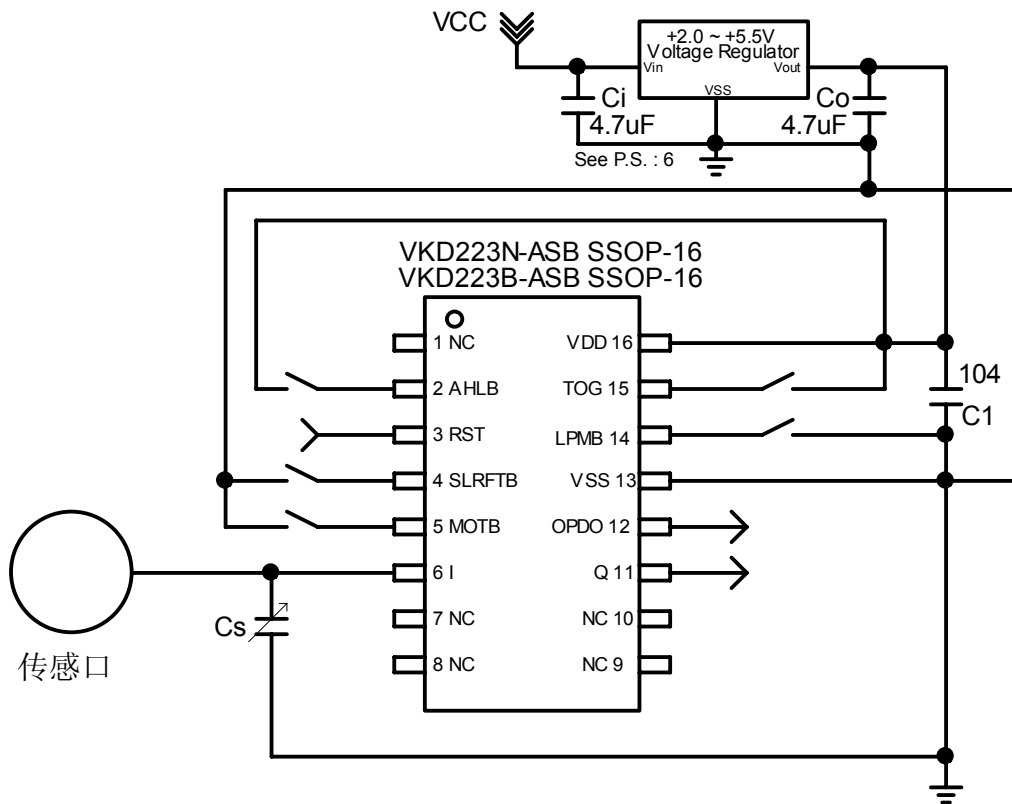 VCC
+2.0 ~ +5.5V
Voltage Regulator
Vin
Vout
VSS
Ci
4.7uF
Co
4.7uF
See P.S. : 6
VKD223N-ASB SSOP-16
VKD223B-ASB SSOP-16
1 NC
VDD 16
2 AHLB
TOG 15
104
C1
3 RST
LPMB 14
4 SLRFTB
VSS 13
5 MOTB
OPDO 12
6 I
Q 11
Cs
7 NC
NC 10
传感口
8 NC
NC 9